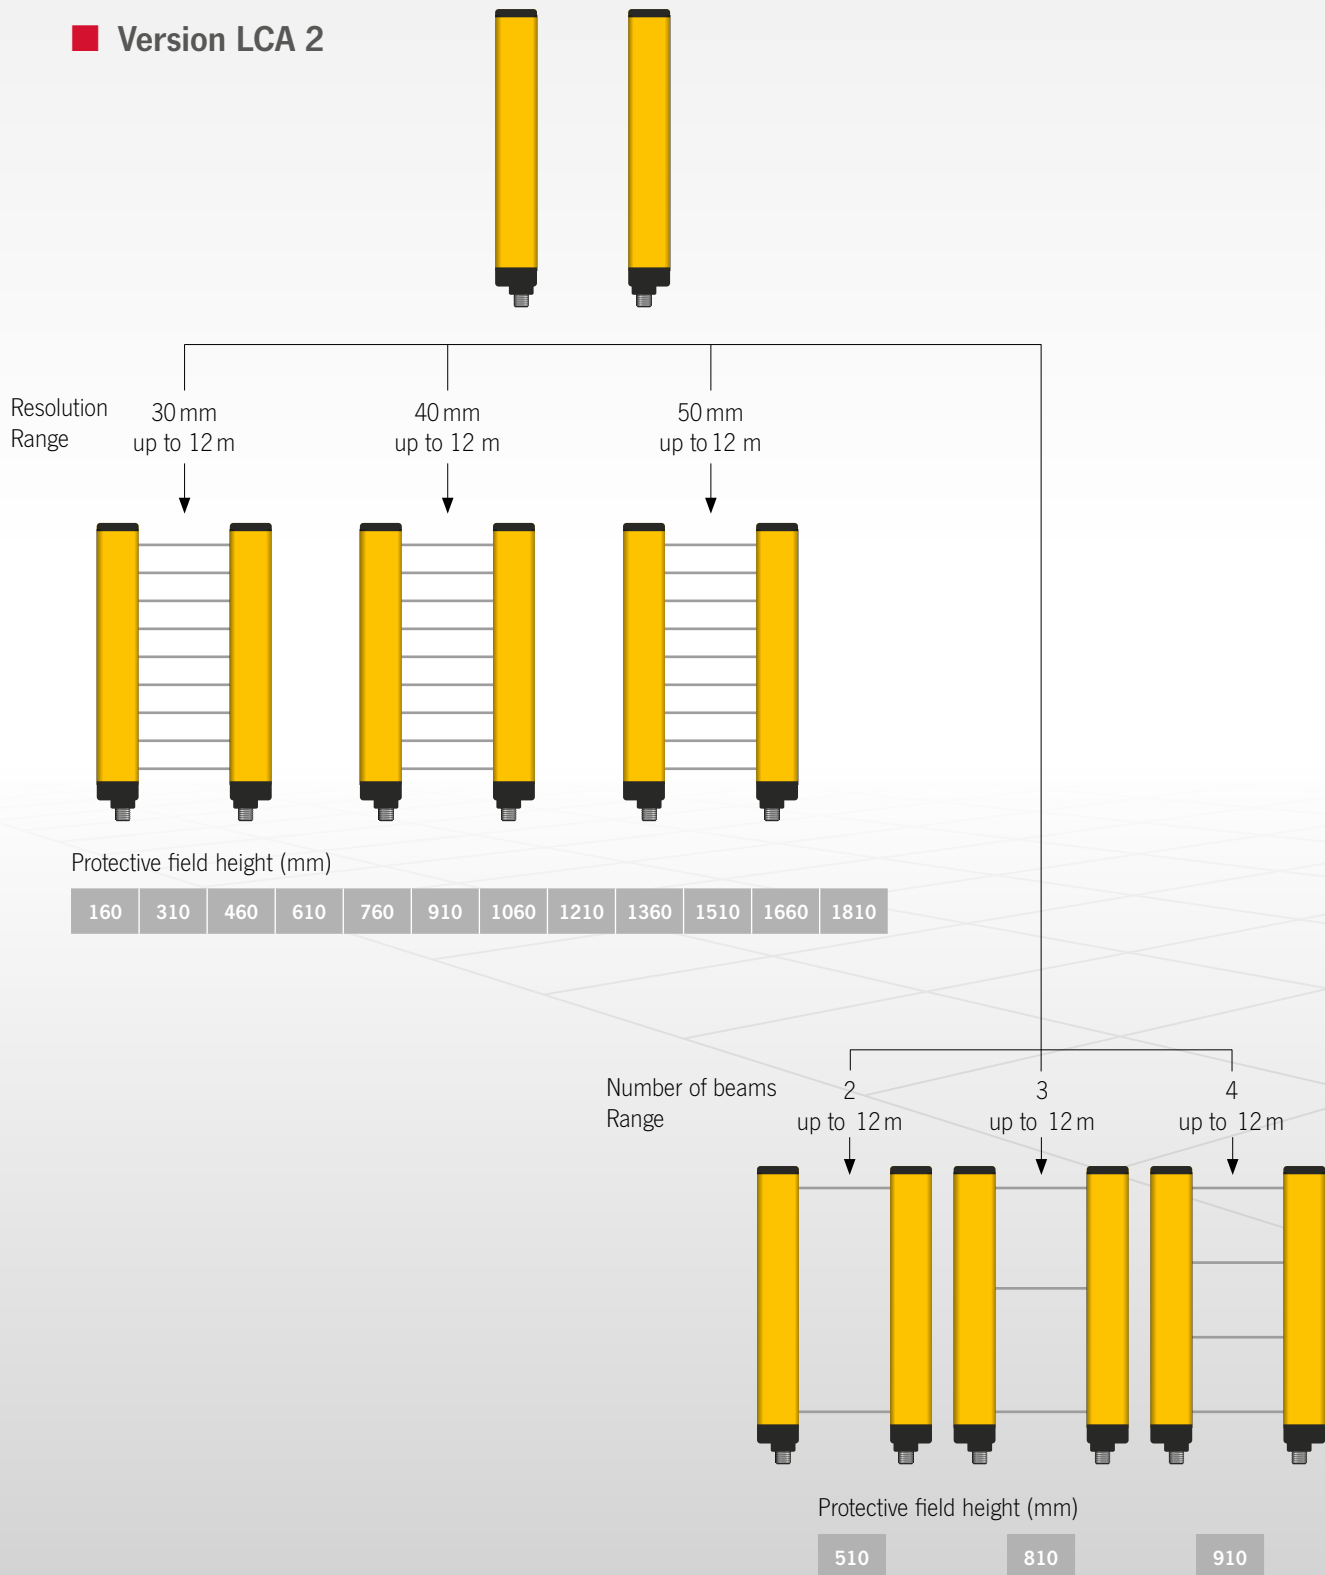 Version LCA 2
Resolution 30 mm 40 mm 50 mm
Range up to 12 m up to 12 m up to 12 m
Protective field height (mm)
160 310 460 610 760 910 1060 1210 1360 1510 1660 1810
Number of beams 2 3 4
Range up to 12 m up to 12 m up to 12 m
Protective field height (mm)
510 810 910